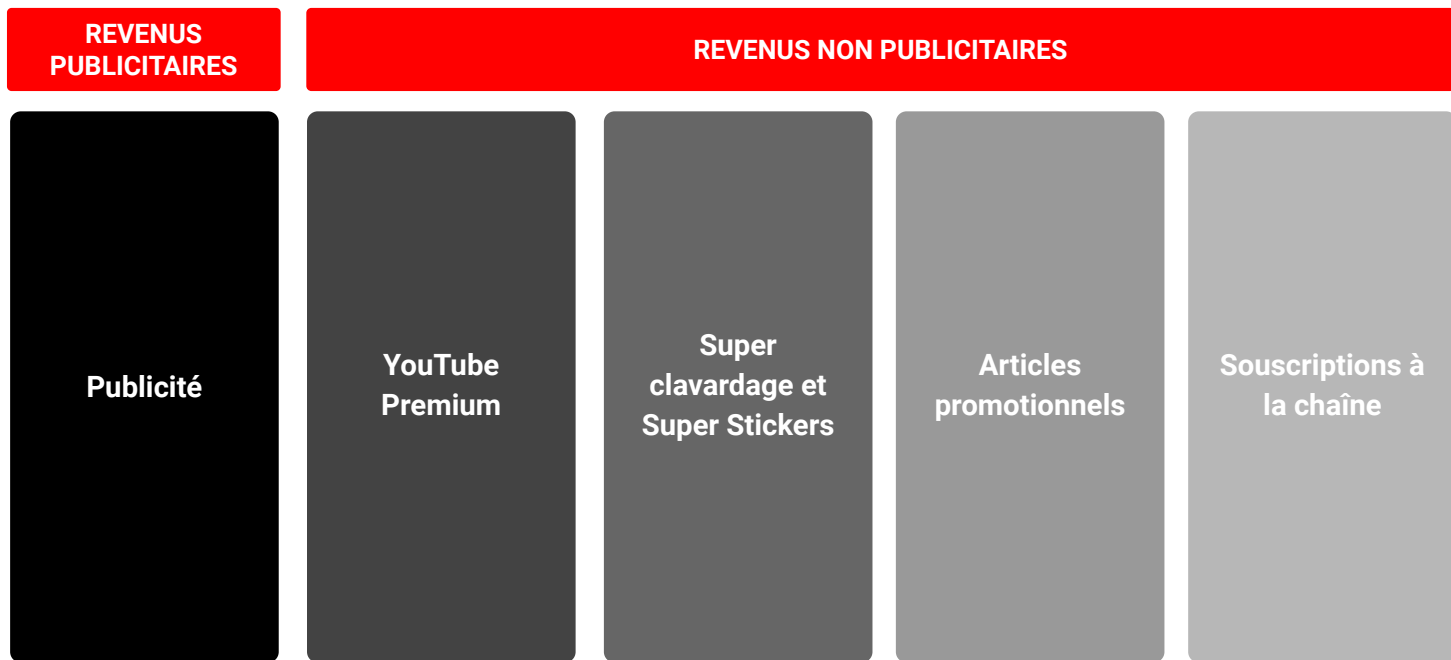 REVENUS
PUBLICITAIRES
REVENUS NON PUBLICITAIRES
Publicité
YouTube
Premium
Super
clavardage et
Super Stickers
Articles
promotionnels
Souscriptions à
la chaîne